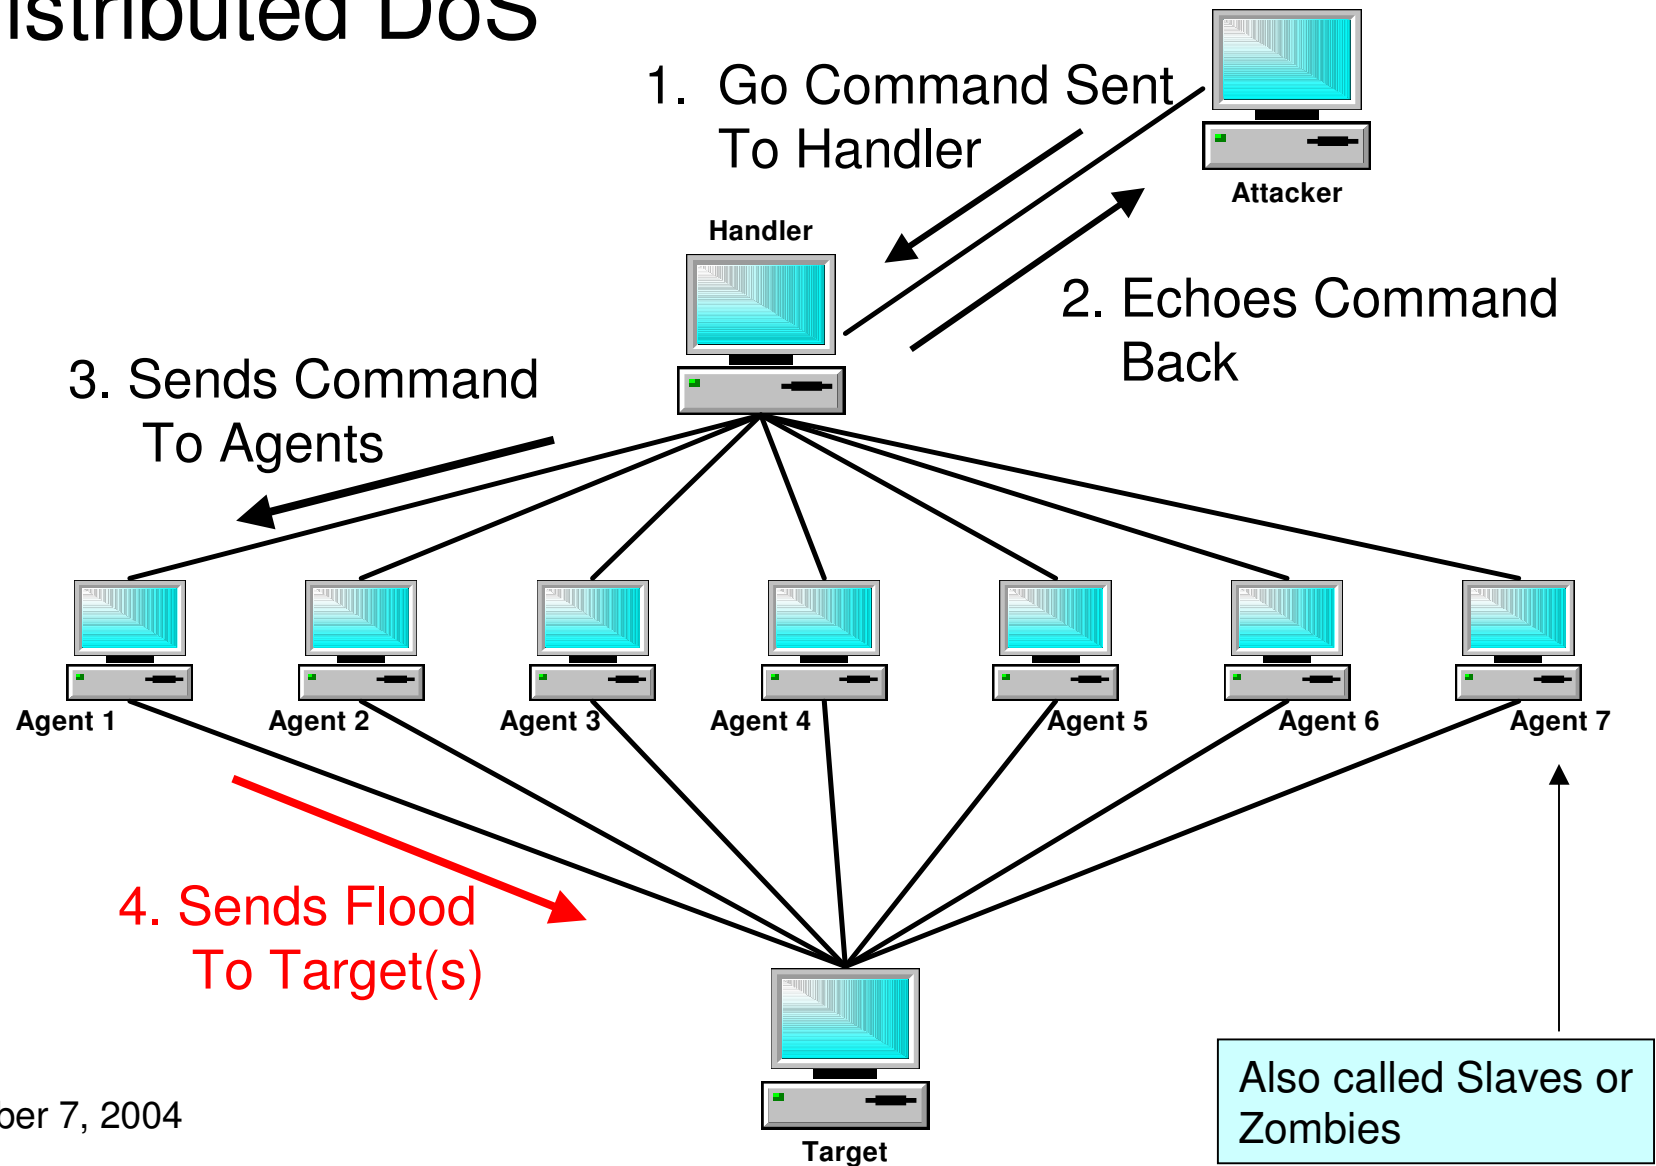 istributed DoS
1. Go Command Sent
To Handler
Attacker
Handler
2. Echoes Command
Back
3. Sends Command
To Agents
Agent 1
Agent 2
Agent 3
Agent 4
Agent 5
Agent 6
Agent 7
4. Sends Flood
To Target(s)
Also called Slaves or
Zombies
ber 7, 2004
Target